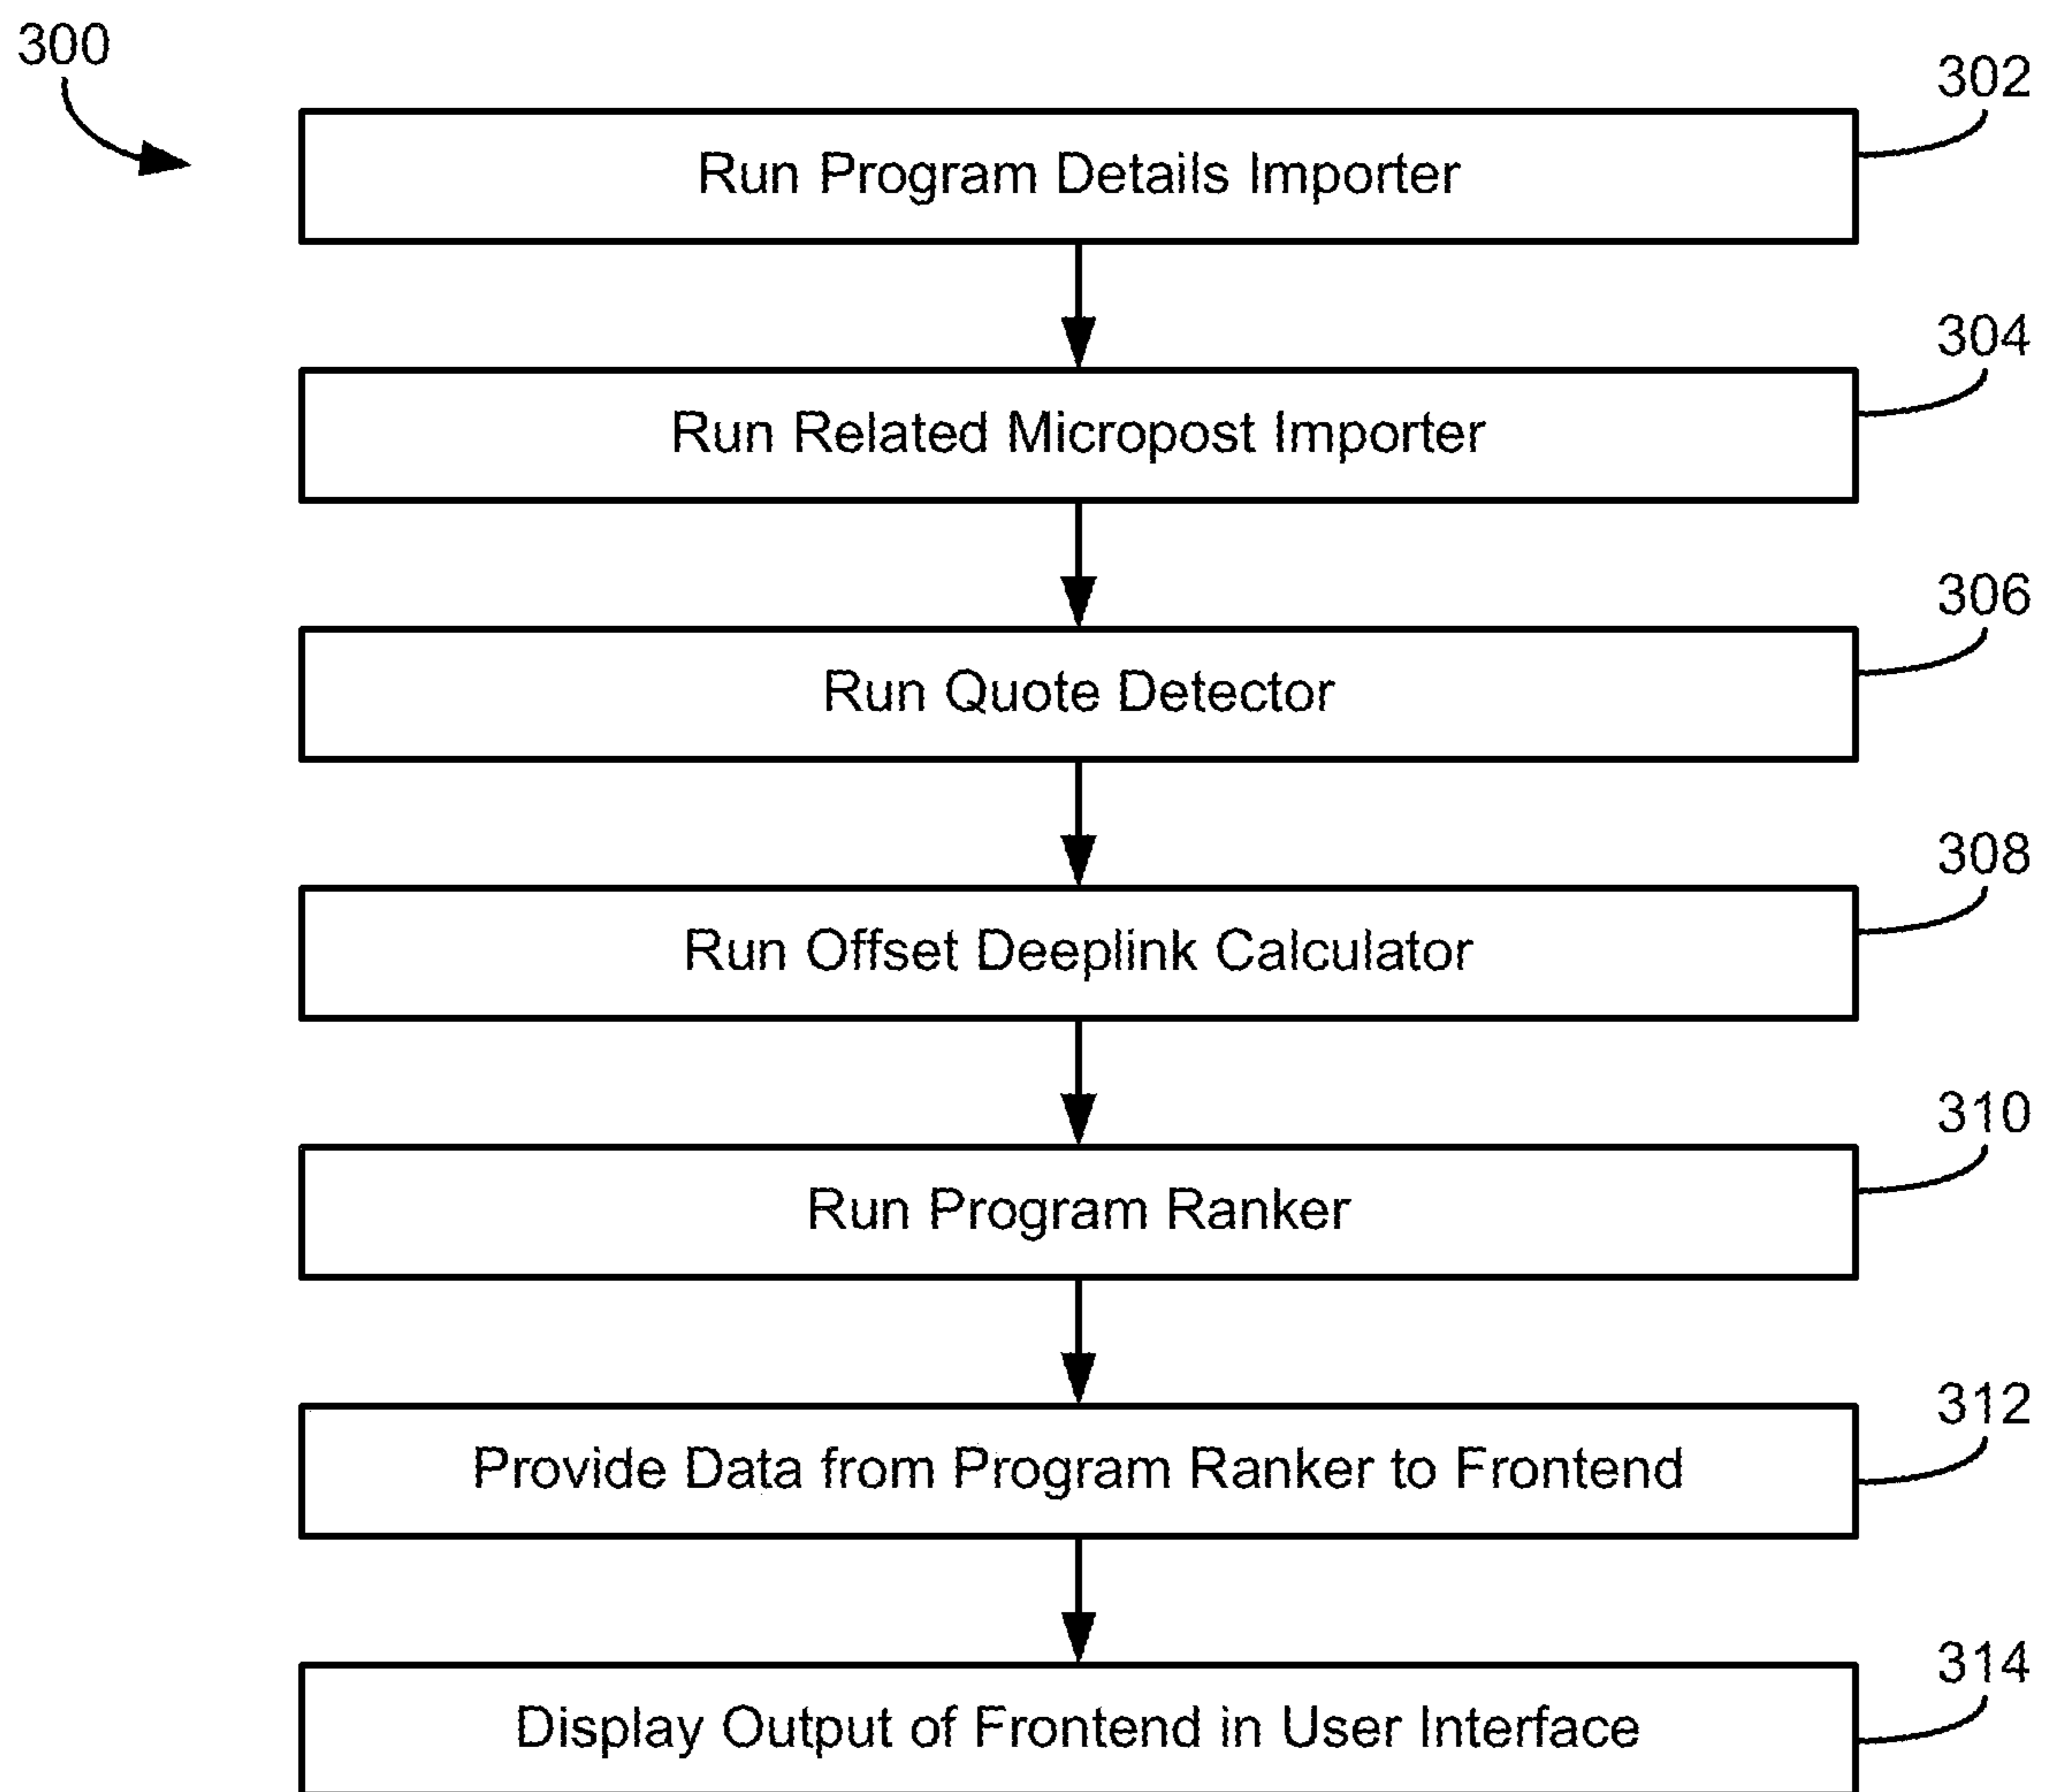 300
302
Run Program Details Importer
304
Run Related Micropost Importer
306
Run Quote Detector
308
Run Offset Deeplink Calculator
310
Run Program Ranker
312
Provide Data from Program Ranker to Frontend
314
Display Output of Frontend in User Interface